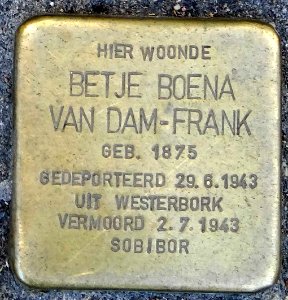 HIER WOONDE
BETJE BOENA
VAN DAM-FRANK
GEB. 1875
GEDEPORTEERD 29.6.1943
UIT WESTERBORK
VERMOORD 2.7.1943
SOBIBOR